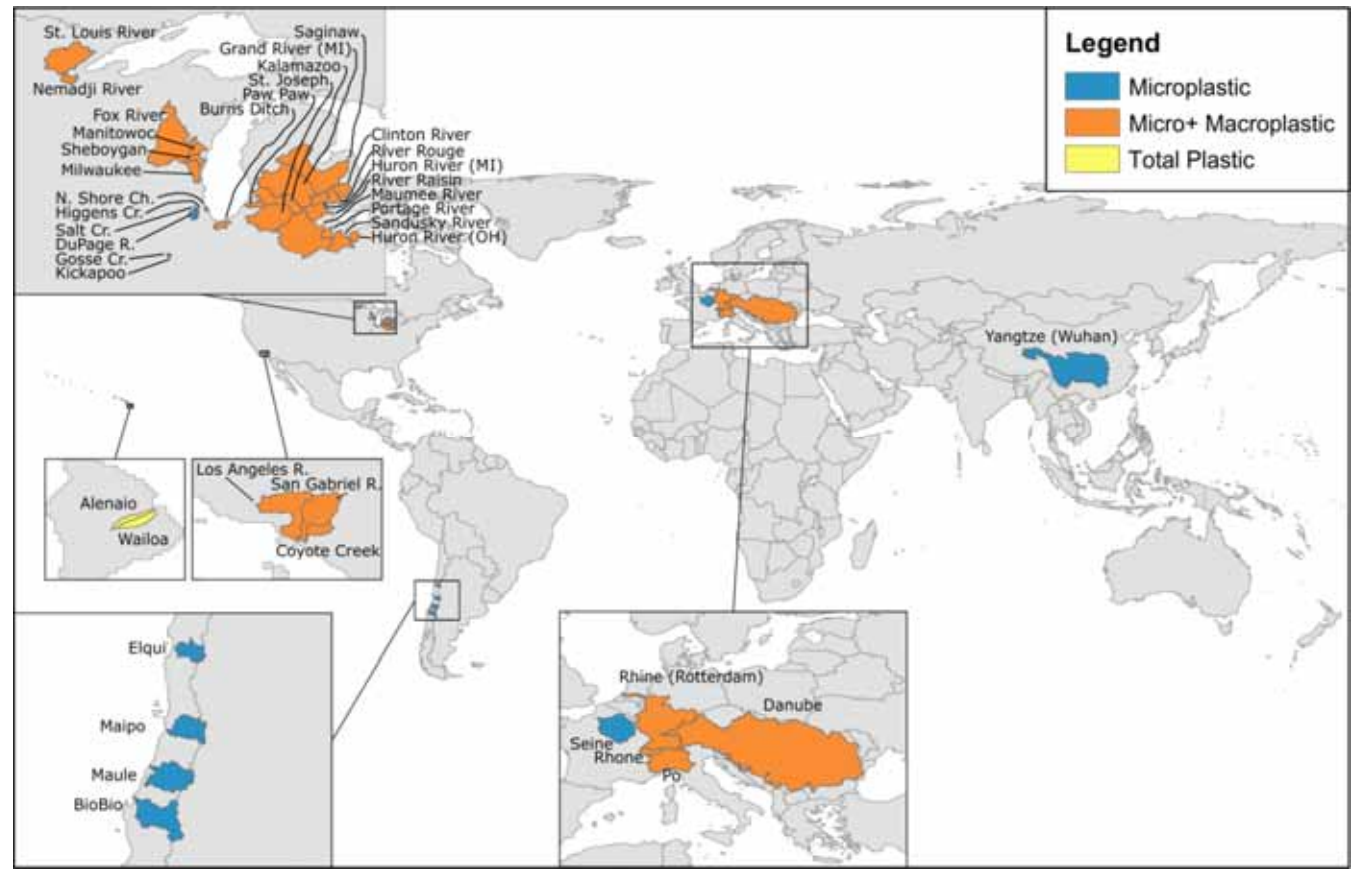 St. Louis River
Nemadji River
Saginaw
Grand River (MI)
Kalamazoo
St. Joseph
Paw Paw
Burns Ditch
Fox River
Manitowoc
Sheboygan
Milwaukee
N. Shore Ch.
Higgens Cr.
Salt Cr.
DuPage R.
Gosse Cr.
Kickapoo
Clinton River
River Rouge
Huron River (MI)
River Raisin
Maumee River
Portage River
Sandusky River
Huron River (OH)
Legend
Microplastic
Micro+ Macroplastic
Total Plastic
Yangtze (Wuhan)
Alenaio
Wailoa
Los Angeles R.
San Gabriel R.
Coyote Creek
Elqui
Maipo
Maule
BioBio
Rhine (Rotterdam)
Danube
Seine
Rhone
Po